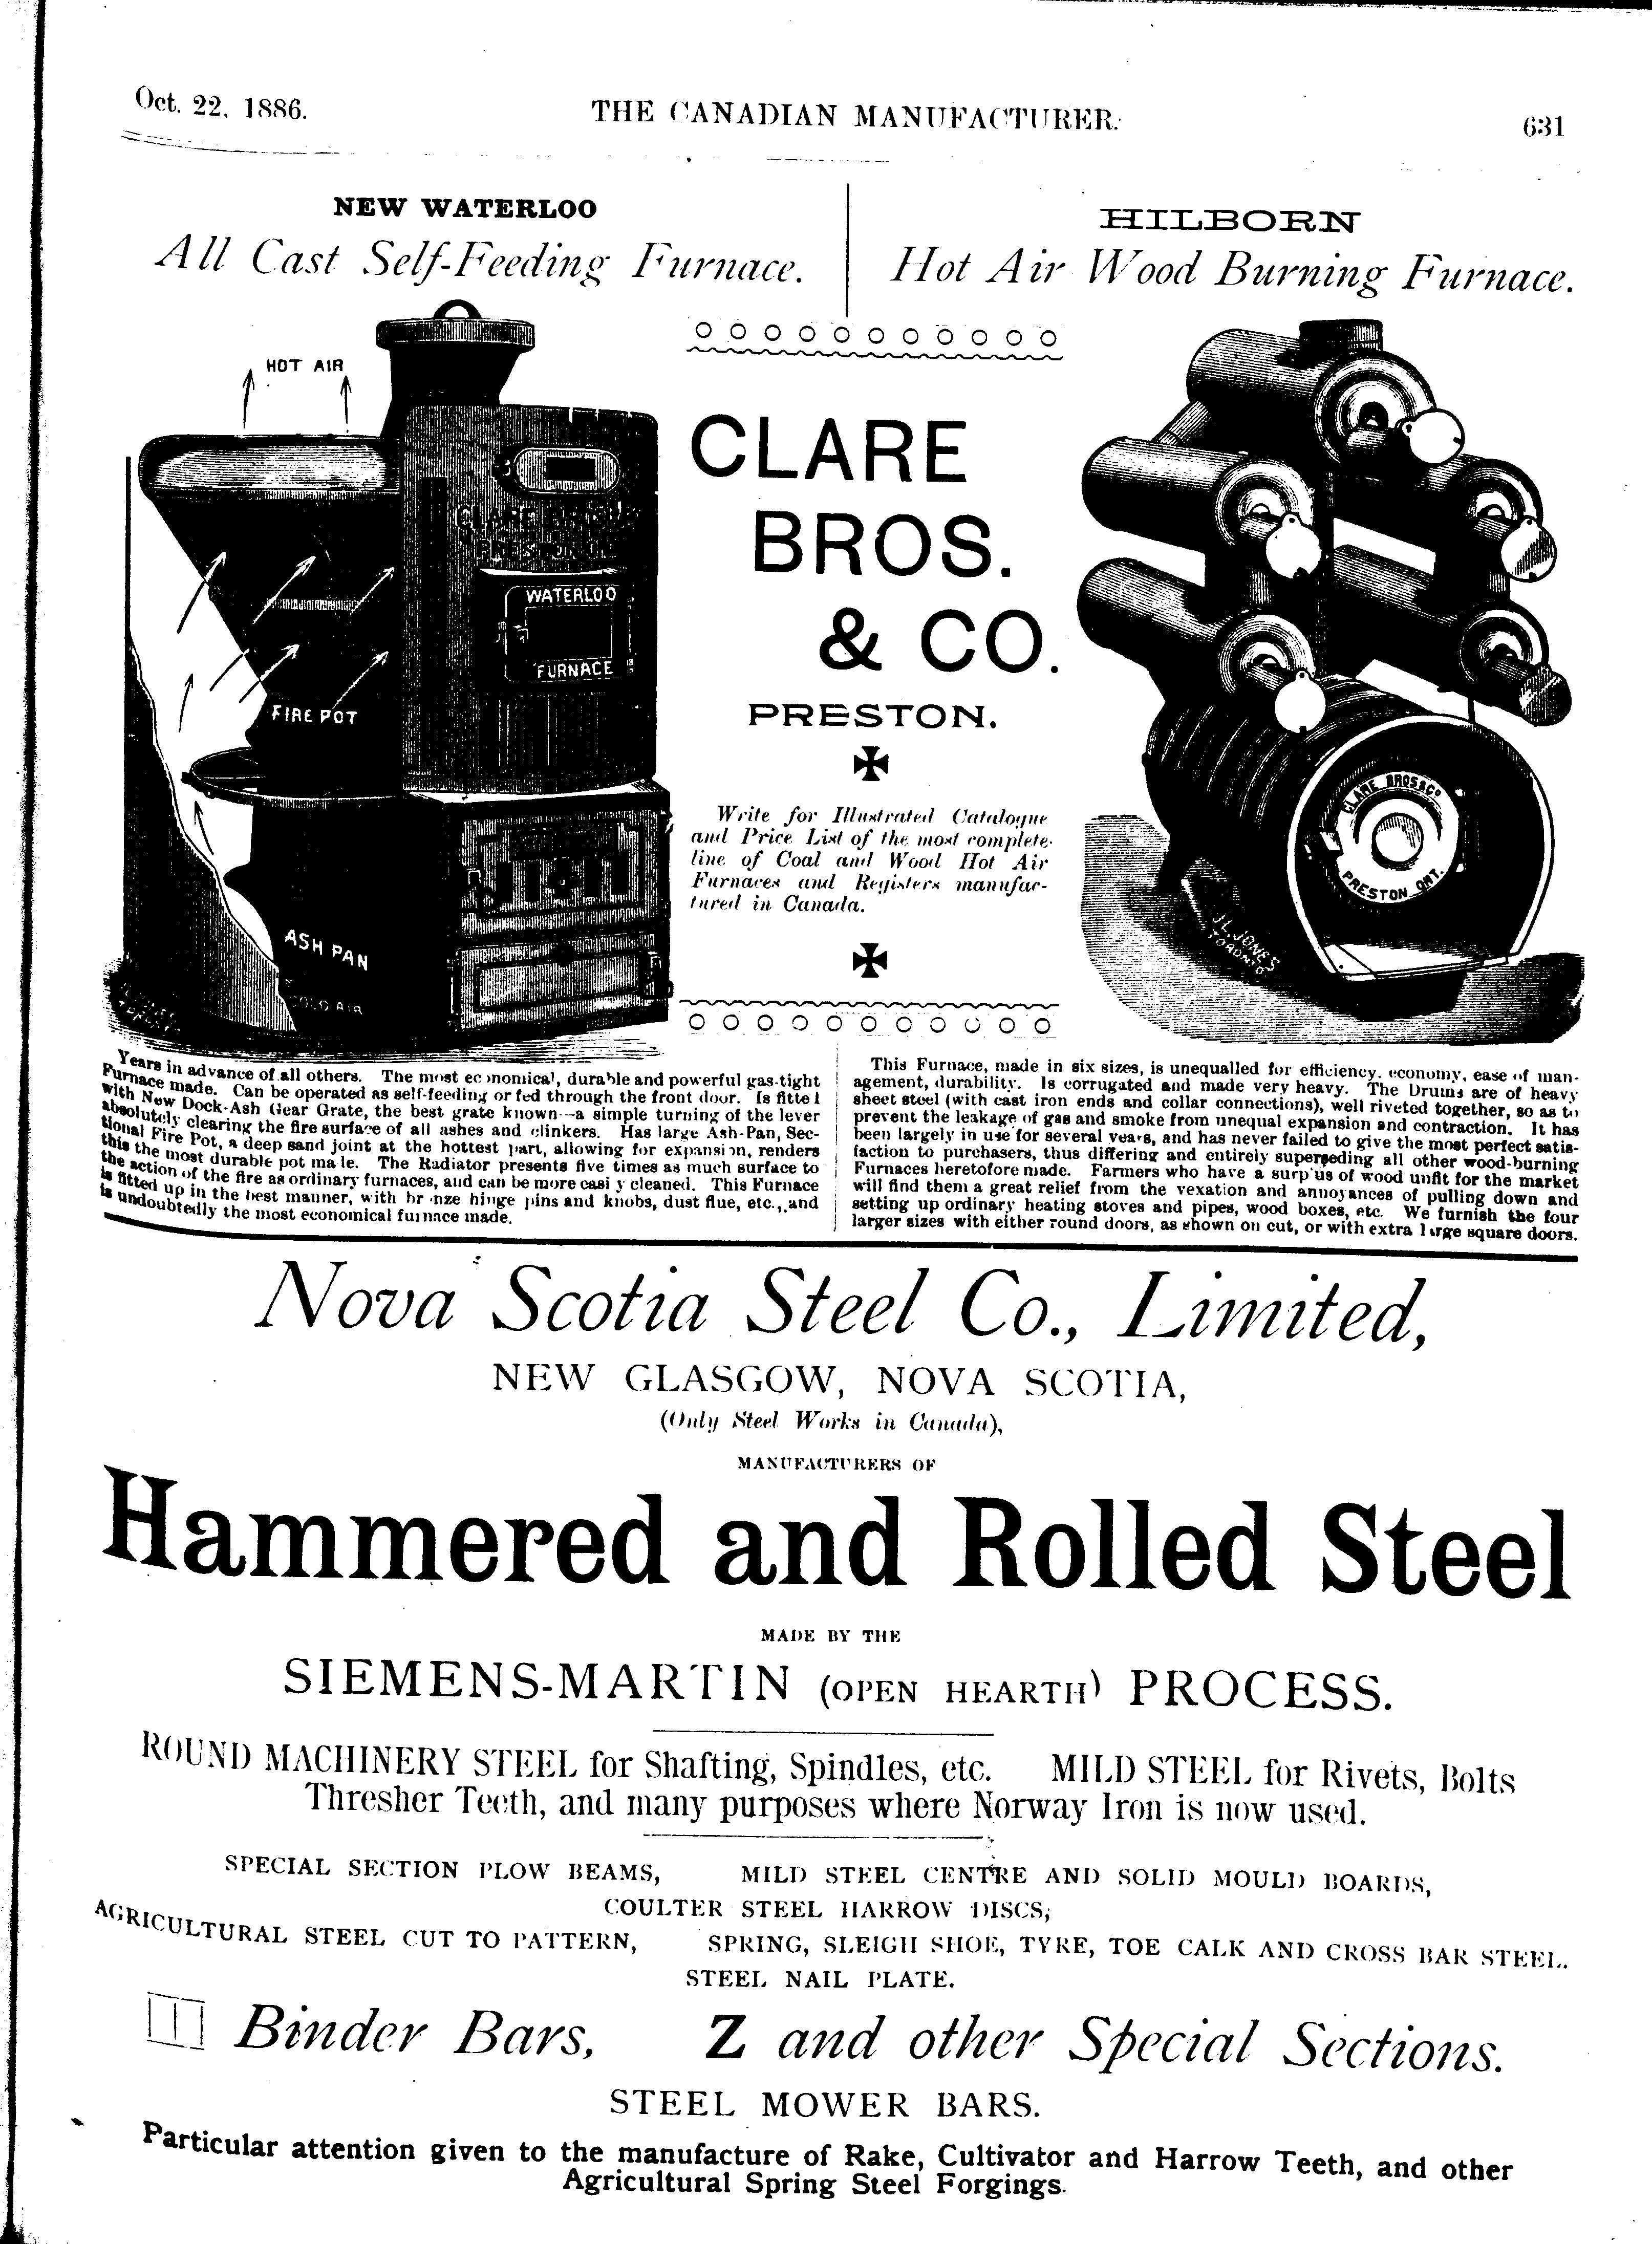 Oct. 22, 1886.
THE CANADIAN MANUFACTURER.
631
NEW WATERLOO
All Cast Self-Feeding Furnace.
HILBORN
Hot Air Wood Burning Furnace.
HOT AIR
WATERLOO
FURNACE
FIRE POT
ASH PAN
COLD AIR
CLARE
BROS.
& CO.
PRESTON.
Write for Illustrated Catalogue
and Price List of the most complete
line of Coal and Wood Hot Air
Furnaces and Registers manufac-
tured in Canada.
CLARE BROS & CO
PRESTON ONT.
J.L. JONES
TORONTO
Years in advance of all others. The most economical, durable and powerful gas-tight
Furnace made. Can be operated as self-feeding or fed through the front door. Is fitted
with New Dock-Ash Gear Grate, the best grate known—a simple turning of the lever
absolutely clearing the fire surface of all ashes and clinkers. Has large Ash-Pan, Sec-
tional Fire Pot, a deep sand joint at the hottest part, allowing for expansion, renders
this the most durable pot made. The Radiator presents five times as much surface to
the action of the fire as ordinary furnaces, and can be more easily cleaned. This Furnace
is fitted up in the best manner, with bronze hinge pins and knobs, dust flue, etc., and
is undoubtedly the most economical furnace made.
This Furnace, made in six sizes, is unequalled for efficiency, economy, ease of man-
agement, durability. Is corrugated and made very heavy. The Drums are of heavy
sheet steel (with cast iron ends and collar connections), well riveted together, so as to
prevent the leakage of gas and smoke from unequal expansion and contraction. It has
been largely in use for several years, and has never failed to give the most perfect satis-
faction to purchasers, thus differing and entirely superseding all other wood-burning
Furnaces heretofore made. Farmers who have a surplus of wood unfit for the market
will find them a great relief from the vexation and annoyances of pulling down and
setting up ordinary heating stoves and pipes, wood boxes, etc. We furnish the four
larger sizes with either round doors, as shown on cut, or with extra large square doors.
Nova Scotia Steel Co., Limited,
NEW GLASGOW, NOVA SCOTIA,
(Only Steel Works in Canada),
MANUFACTURERS OF
Hammered and Rolled Steel
MADE BY THE
SIEMENS-MARTIN (OPEN HEARTH) PROCESS.
ROUND MACHINERY STEEL for Shafting, Spindles, etc. MILD STEEL for Rivets, Bolts
Thresher Teeth, and many purposes where Norway Iron is now used.
SPECIAL SECTION PLOW BEAMS, MILD STEEL CENTRE AND SOLID MOULD BOARDS,
COULTER STEEL HARROW DISCS;
AGRICULTURAL STEEL CUT TO PATTERN, SPRING, SLEIGH SHOE, TYRE, TOE CALK AND CROSS BAR STEEL.
STEEL NAIL PLATE.
Binder Bars, Z and other Special Sections.
STEEL MOWER BARS.
Particular attention given to the manufacture of Rake, Cultivator and Harrow Teeth, and other
Agricultural Spring Steel Forgings.